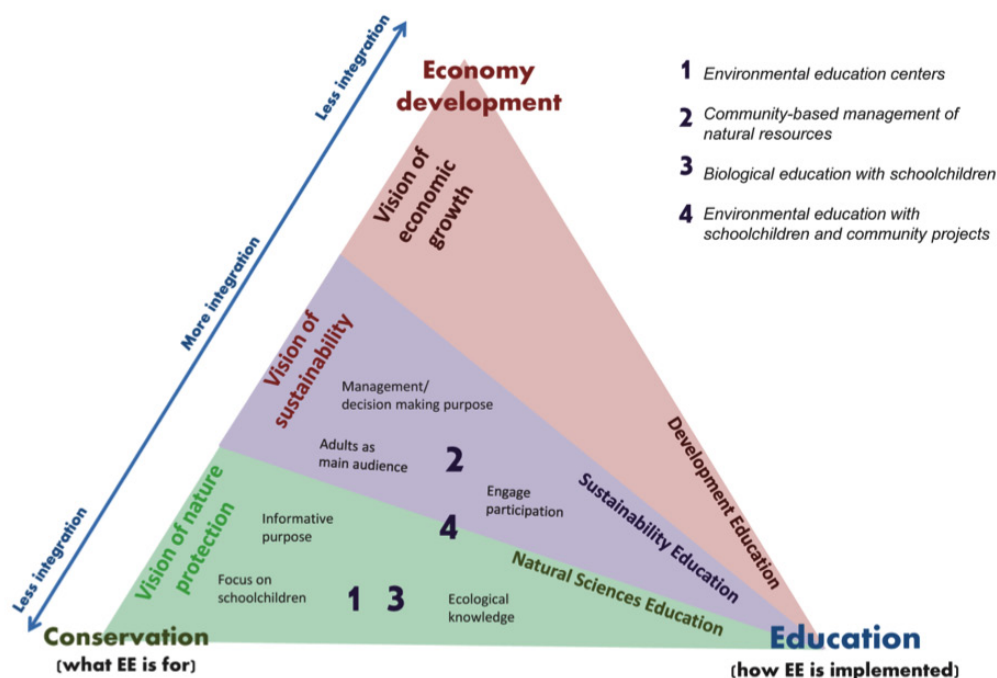 Less integration
More integration
Less integration
Economy
development
Vision of
economic
growth
Vision of
sustainability
Vision of nature
protection
Management/
decision making purpose
Adults as
main audience
2
Engage
participation
4
Informative
purpose
Focus on
schoolchildren
1 3
Ecological
knowledge
Development Education
Sustainability Education
Natural Sciences Education
Conservation
(what EE is for)
Education
(how EE is implemented)
1 Environmental education centers
2 Community-based management of
natural resources
3 Biological education with schoolchildren
4 Environmental education with
schoolchildren and community projects